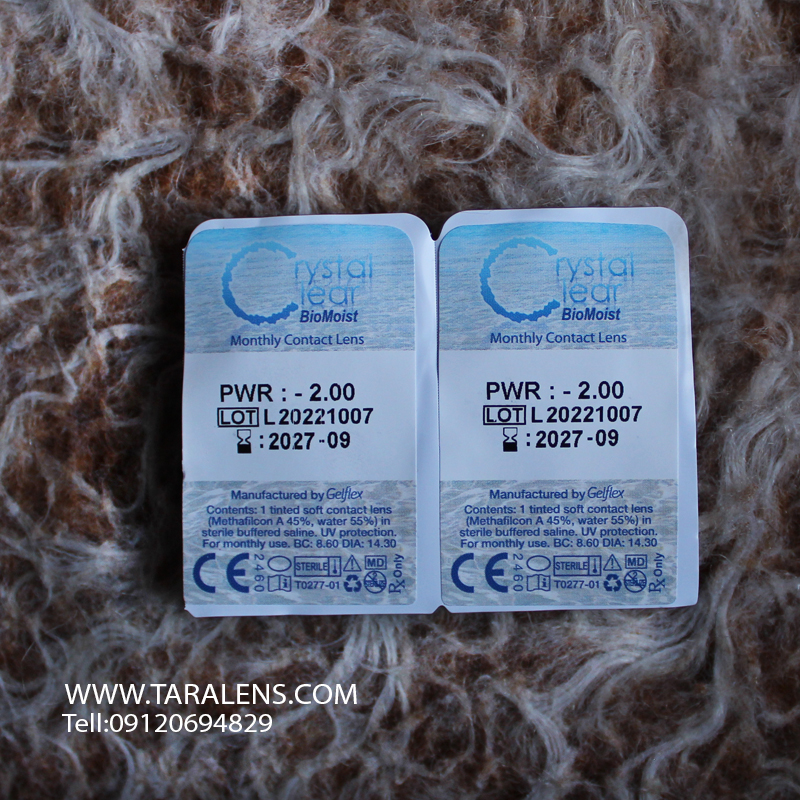 Crystal
Clear
BioMoist
Monthly Contact Lens
PWR : - 2.00
LOT L20221007
: 2027-09
Manufactured by Gelflex
Contents: 1 tinted soft contact lens
(Methafilcon A 45%, water 55%) in
sterile buffered saline. UV protection.
For monthly use. BC: 8.60 DIA: 14.30
CE 2460 STERILE MD
T0277-01 Rx Only
Crystal
Clear
BioMoist
Monthly Contact Lens
PWR : - 2.00
LOT L20221007
: 2027-09
Manufactured by Gelflex
Contents: 1 tinted soft contact lens
(Methafilcon A 45%, water 55%) in
sterile buffered saline. UV protection.
For monthly use. BC: 8.60 DIA: 14.30
CE 2460 STERILE MD
T0277-01 Rx Only
WWW.TARALENS.COM
Tell:09120694829